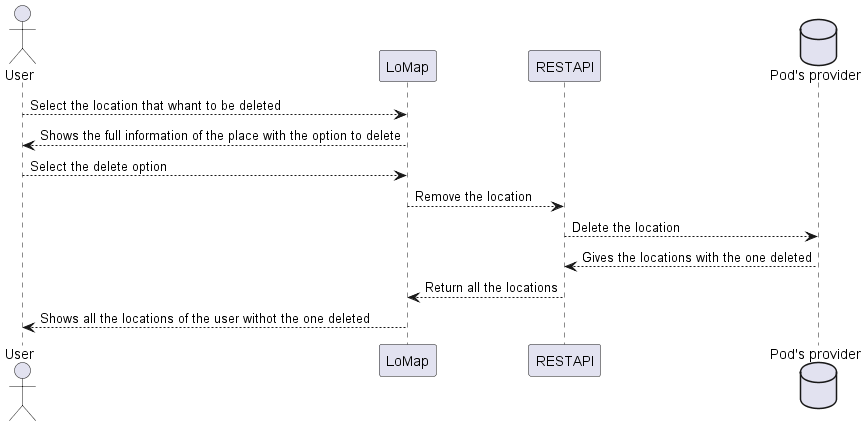 User
LoMap
RESTAPI
Pod's provider
Select the location that whant to be deleted
Shows the full information of the place with the option to delete
Select the delete option
Remove the location
Delete the location
Gives the locations with the one deleted
Return all the locations
Shows all the locations of the user withot the one deleted
User
LoMap
RESTAPI
Pod's provider